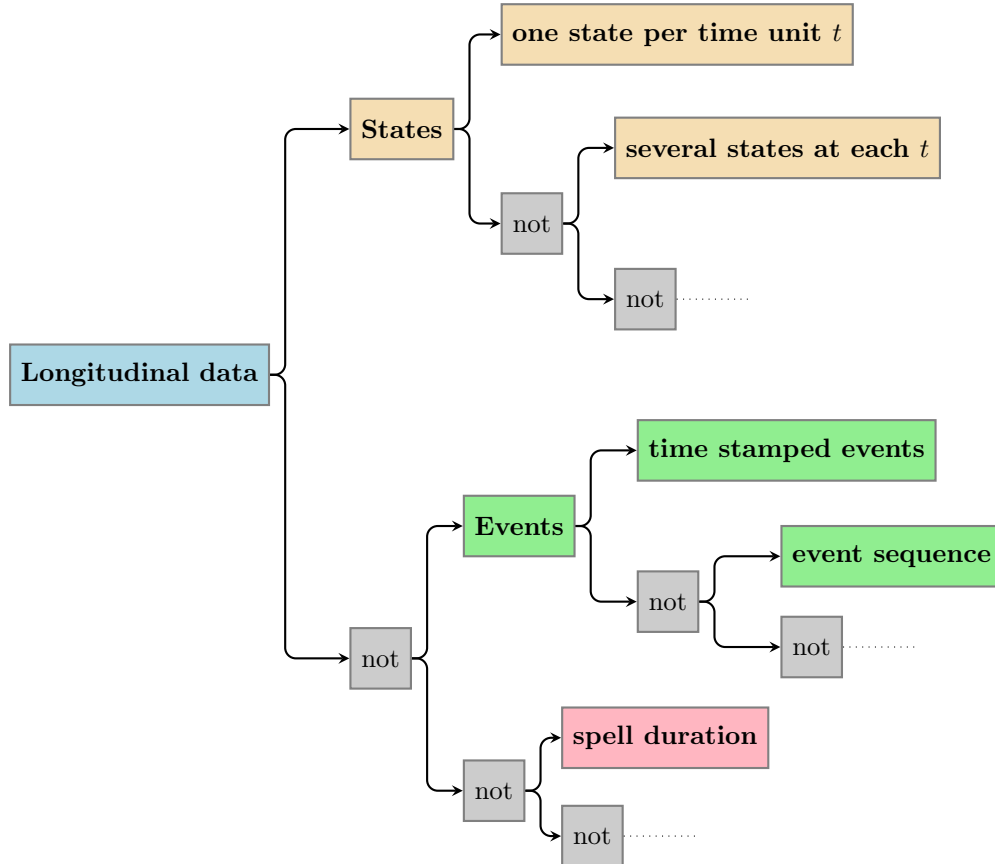 one state per time unit t
States
several states at each t
not
not
Longitudinal data
time stamped events
Events
event sequence
not
not
not
spell duration
not
not